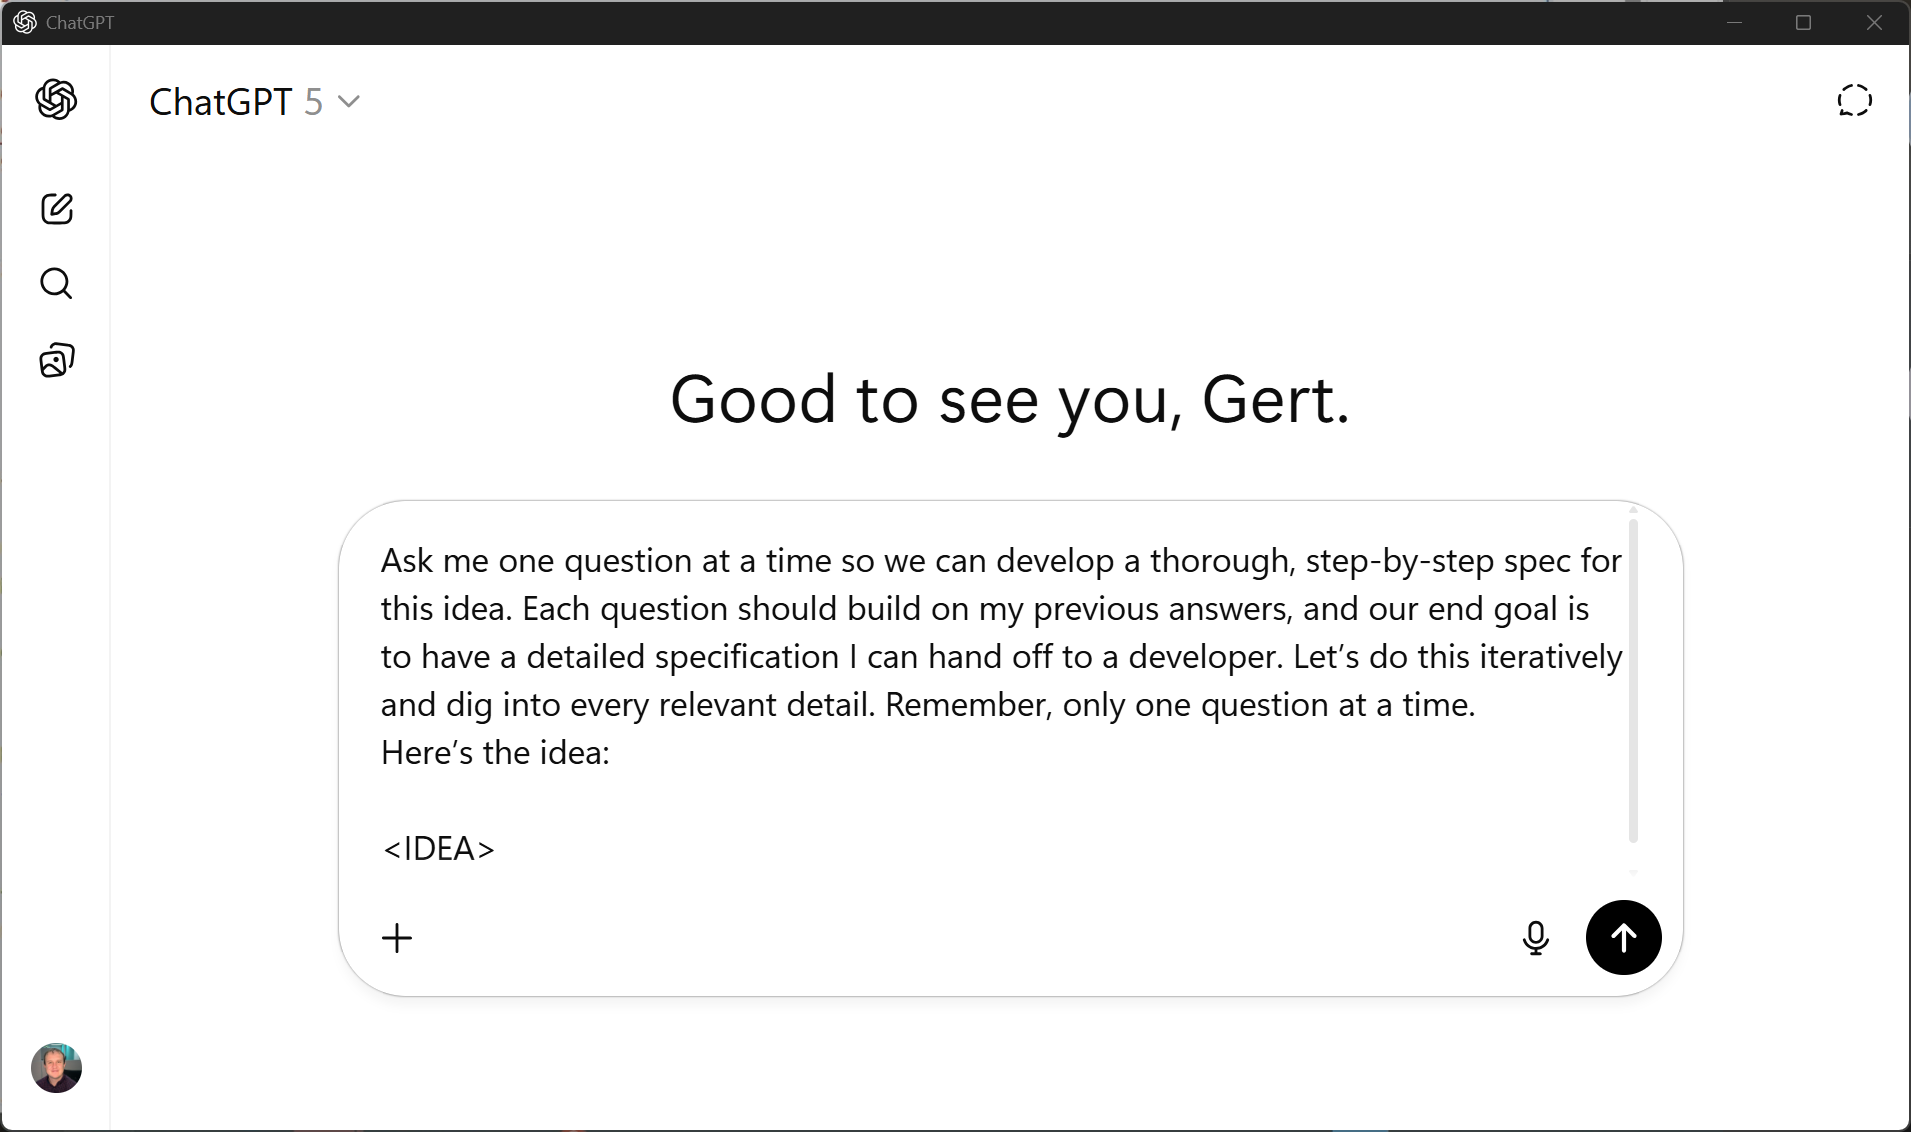 ChatGPT
ChatGPT 5
Good to see you, Gert.
Ask me one question at a time so we can develop a thorough, step-by-step spec for
this idea. Each question should build on my previous answers, and our end goal is
to have a detailed specification I can hand off to a developer. Let’s do this iteratively
and dig into every relevant detail. Remember, only one question at a time.
Here’s the idea:
<IDEA>